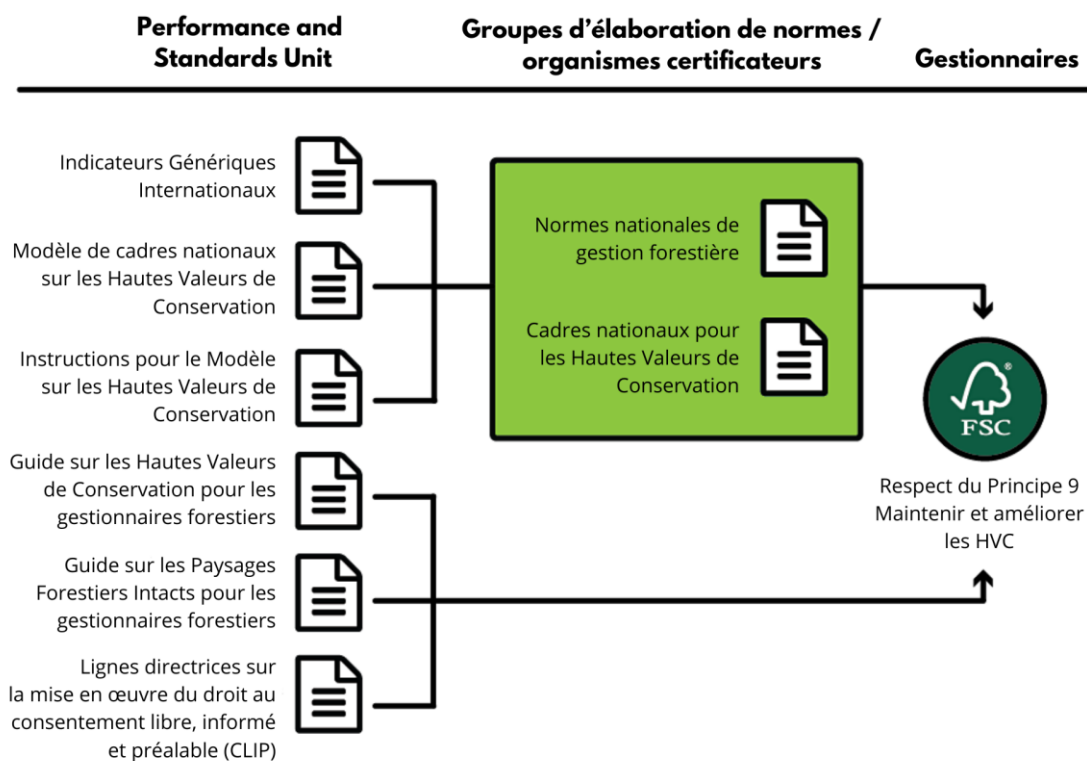 Performance and
Standards Unit
Groupes d’élaboration de normes /
organismes certificateurs
Gestionnaires
Indicateurs Génériques
Internationaux
Modèle de cadres nationaux
sur les Hautes Valeurs de
Conservation
Instructions pour le Modèle
sur les Hautes Valeurs de
Conservation
Guide sur les Hautes Valeurs
de Conservation pour les
gestionnaires forestiers
Guide sur les Paysages
Forestiers Intacts pour les
gestionnaires forestiers
Lignes directrices sur
la mise en œuvre du droit au
consentement libre, informé
et préalable (CLIP)
Normes nationales de
gestion forestière
Cadres nationaux pour
les Hautes Valeurs de
Conservation
®
FSC
Respect du Principe 9
Maintenir et améliorer
les HVC